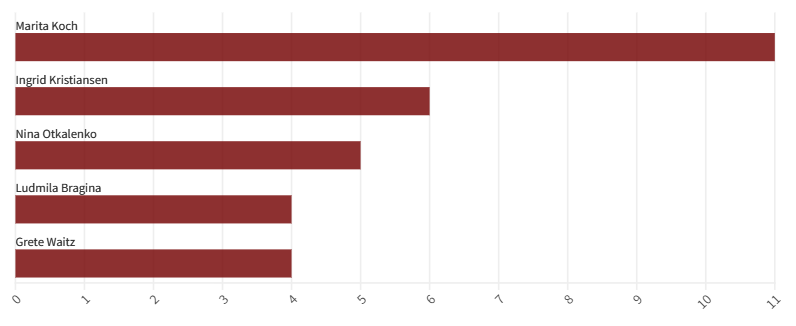 Marita Koch
Ingrid Kristiansen
Nina Otkalenko
Ludmila Bragina
Grete Waitz
0 1 2 3 4 5 6 7 8 9 10 11